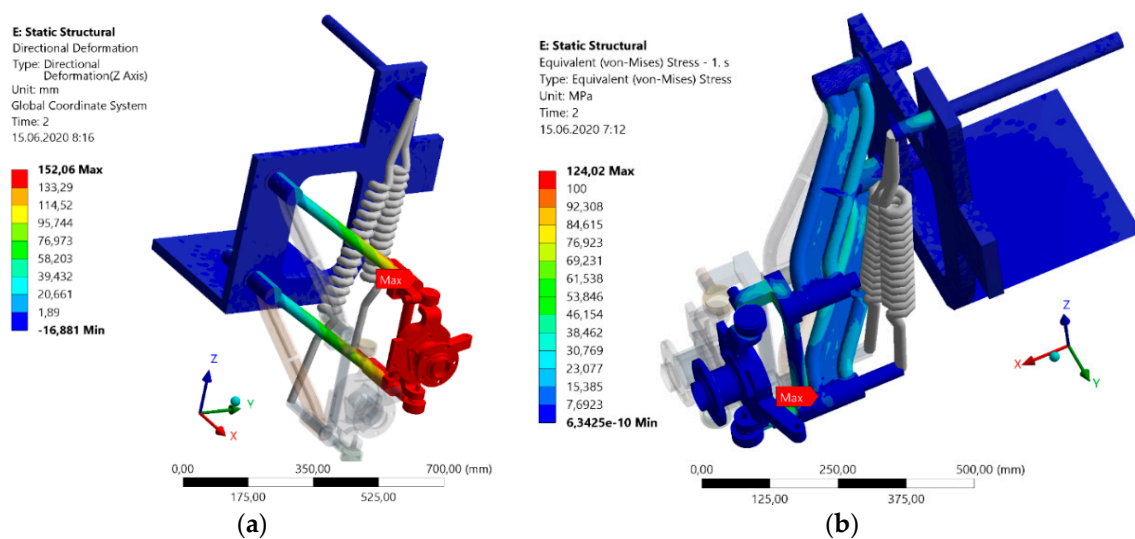 E: Static Structural
Directional Deformation
Type: Directional
Deformation(Z Axis)
Unit: mm
Global Coordinate System
Time: 2
15.06.2020 8:16
152,06 Max
133,29
114,52
95,744
76,973
58,203
39,432
20,661
1,89
-16,881 Min
Max
Z
Y
X
0,00
350,00
700,00 (mm)
175,00
525,00
(a)
E: Static Structural
Equivalent (von-Mises) Stress - 1. s
Type: Equivalent (von-Mises) Stress
Unit: MPa
Time: 2
15.06.2020 7:12
124,02 Max
100
92,308
84,615
76,923
69,231
61,538
53,846
46,154
38,462
30,769
23,077
15,385
7,6923
6,3425e-10 Min
Max
Z
X
Y
0,00
250,00
500,00 (mm)
125,00
375,00
(b)